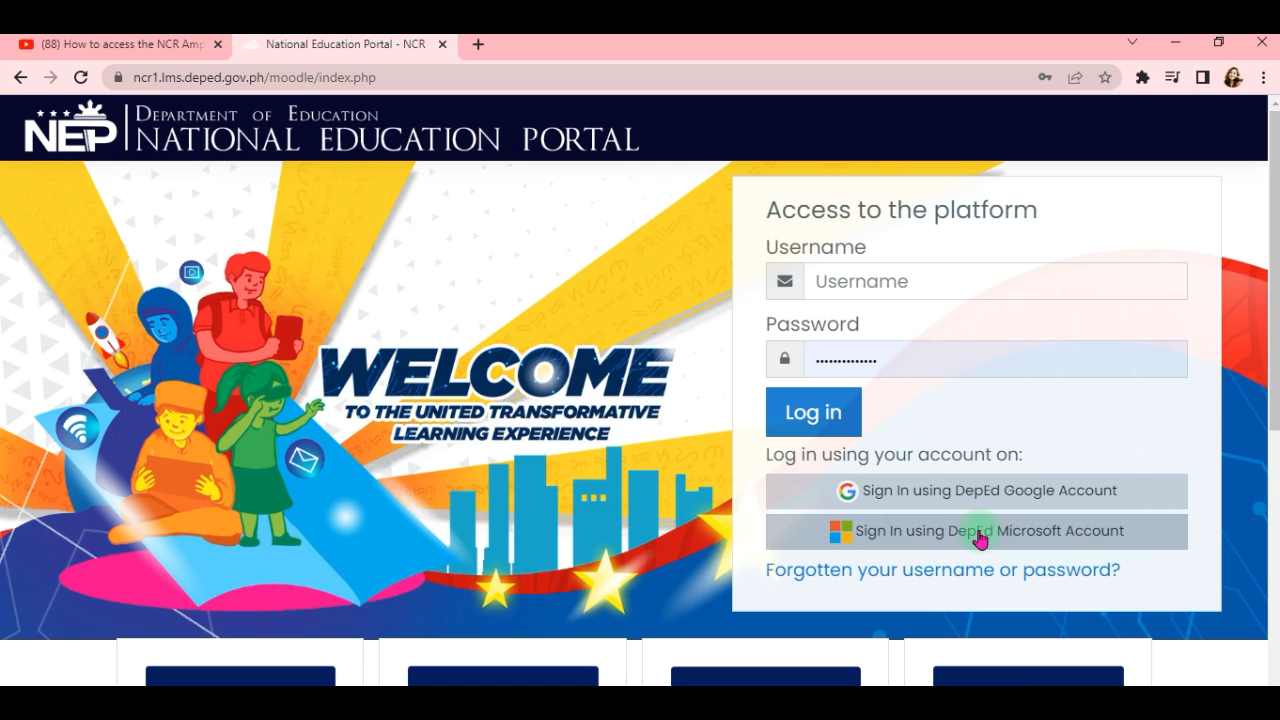 (88) How to access the NCR Amp
National Education Portal - NCR
ncr1.lms.deped.gov.ph/moodle/index.php
NEP
DEPARTMENT OF EDUCATION
NATIONAL EDUCATION PORTAL
WELCOME
TO THE UNITED TRANSFORMATIVE
LEARNING EXPERIENCE
Access to the platform
Username
Username
Password
••••••••••••••
Log in
Log in using your account on:
Sign In using DepEd Google Account
Sign In using DepEd Microsoft Account
Forgotten your username or password?